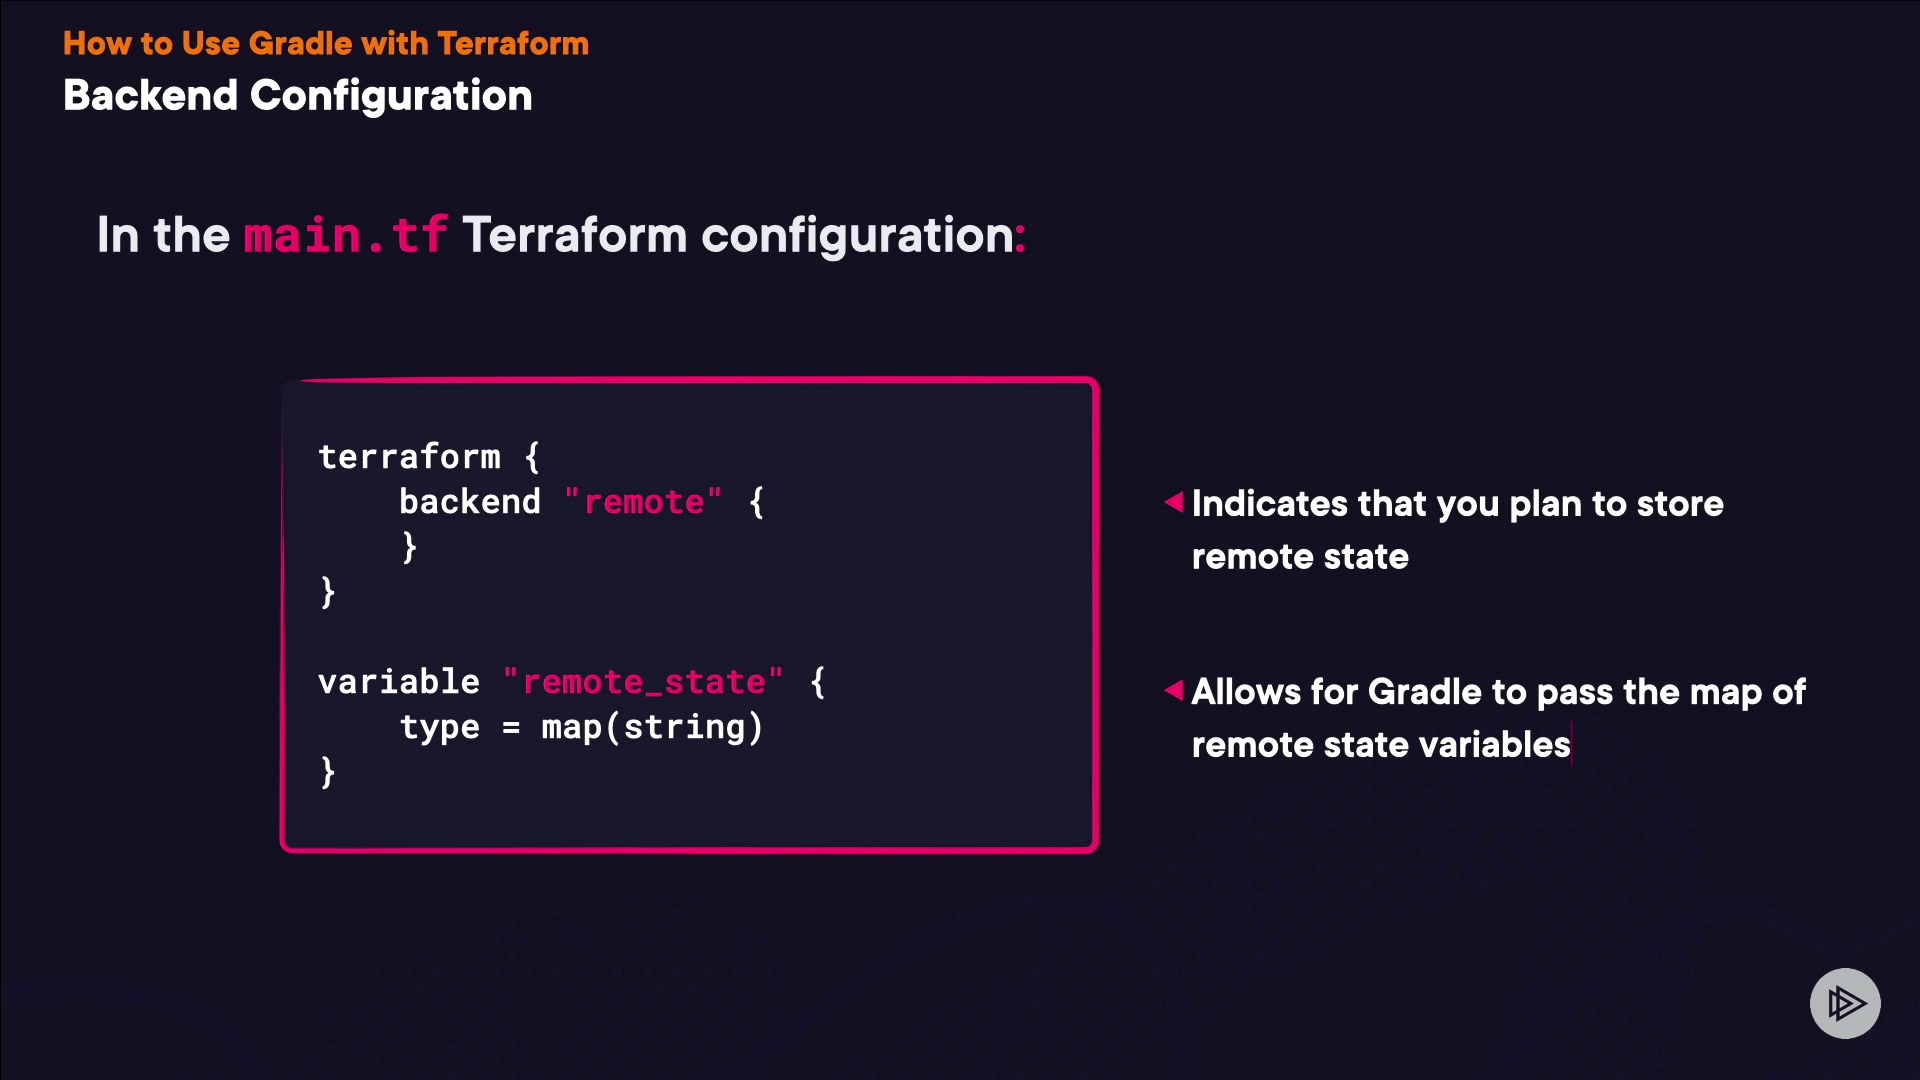 How to Use Gradle with Terraform
Backend Configuration
In the main.tf Terraform configuration:
terraform {
    backend "remote" {
    }
}
variable "remote_state" {
    type = map(string)
}
Indicates that you plan to store
remote state
Allows for Gradle to pass the map of
remote state variables